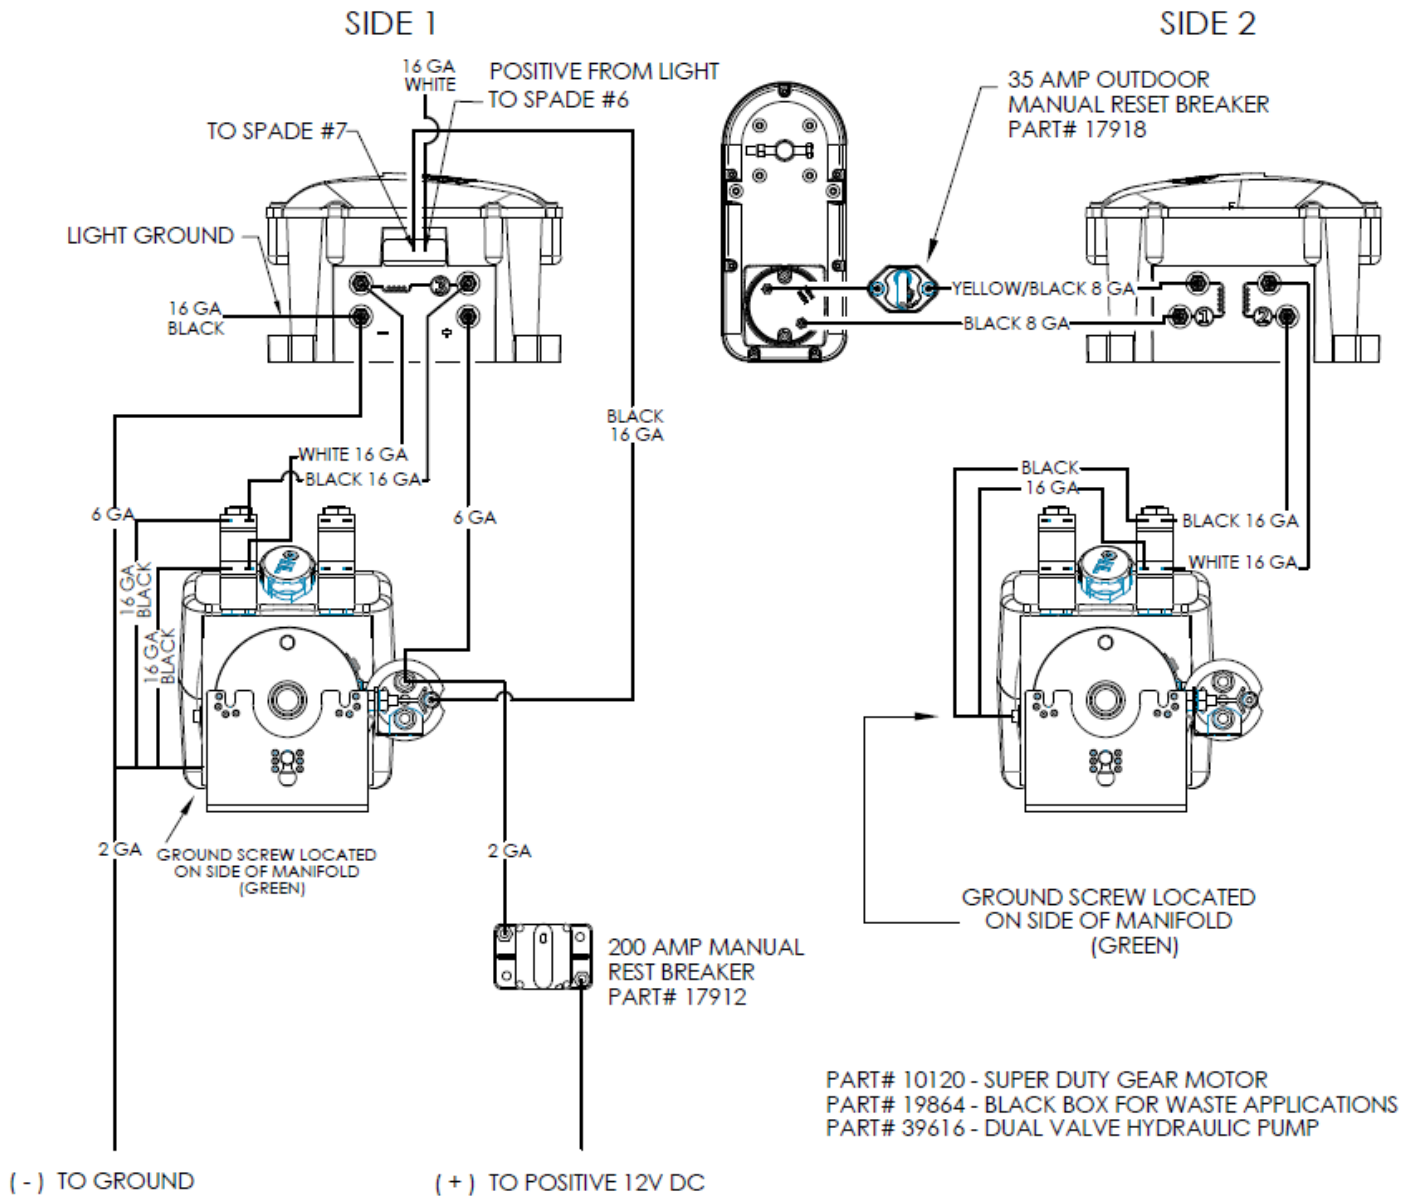 SIDE 1
SIDE 2
16 GA
WHITE
POSITIVE FROM LIGHT
TO SPADE #6
TO SPADE #7
35 AMP OUTDOOR
MANUAL RESET BREAKER
PART# 17918
LIGHT GROUND
16 GA
BLACK
3
-
+
YELLOW/BLACK 8 GA
BLACK 8 GA
1
2
F
BLACK
16 GA
WHITE 16 GA
BLACK 16 GA
6 GA
6 GA
16 GA
BLACK
16 GA
BLACK
BLACK
16 GA
BLACK 16 GA
WHITE 16 GA
2 GA
GROUND SCREW LOCATED
ON SIDE OF MANIFOLD
(GREEN)
2 GA
200 AMP MANUAL
REST BREAKER
PART# 17912
GROUND SCREW LOCATED
ON SIDE OF MANIFOLD
(GREEN)
PART# 10120 - SUPER DUTY GEAR MOTOR
PART# 19864 - BLACK BOX FOR WASTE APPLICATIONS
PART# 39616 - DUAL VALVE HYDRAULIC PUMP
( - ) TO GROUND
( + ) TO POSITIVE 12V DC